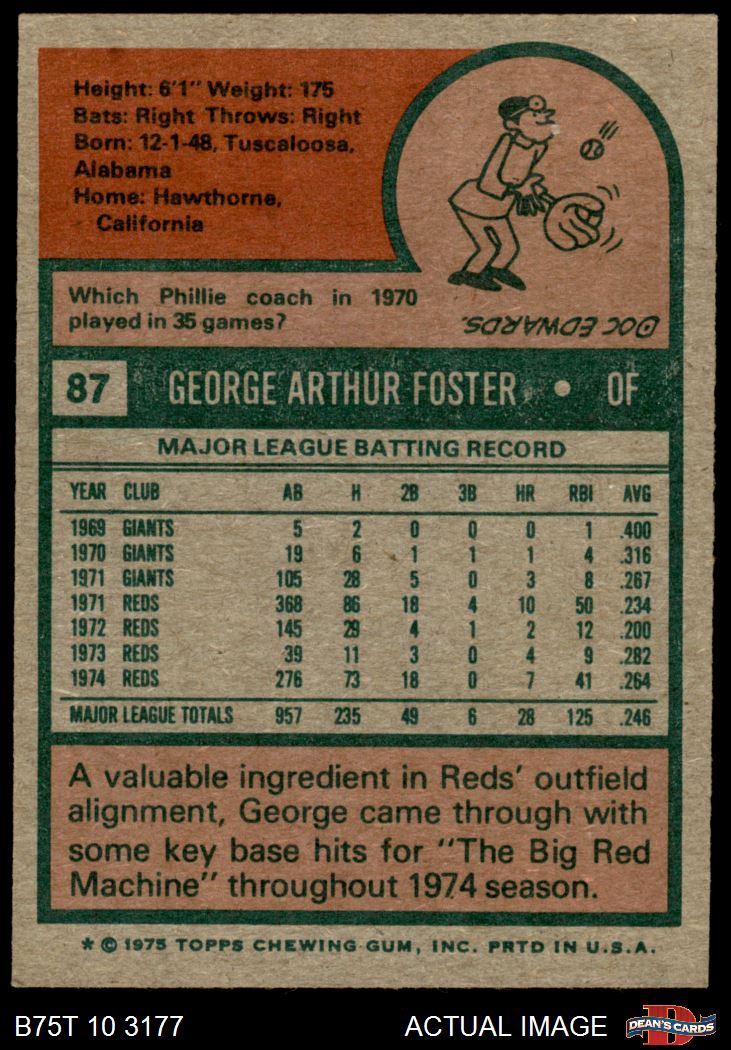 Height: 6'1" Weight: 175
Bats: Right Throws: Right
Born: 12-1-48, Tuscaloosa,
Alabama
Home: Hawthorne,
California
Which Phillie coach in 1970
played in 35 games?
DOC EDWARDS.
87 GEORGE ARTHUR FOSTER • OF
MAJOR LEAGUE BATTING RECORD
YEAR CLUB AB H 2B 3B HR RBI AVG
1969 GIANTS 5 2 0 0 0 1 .400
1970 GIANTS 19 6 1 1 1 4 .316
1971 GIANTS 105 28 5 0 3 8 .267
1971 REDS 368 86 18 4 10 50 .234
1972 REDS 145 29 4 1 2 12 .200
1973 REDS 39 11 3 0 4 9 .282
1974 REDS 276 73 18 0 7 41 .264
MAJOR LEAGUE TOTALS 957 235 49 6 28 125 .246
A valuable ingredient in Reds' outfield
alignment, George came through with
some key base hits for "The Big Red
Machine" throughout 1974 season.
* © 1975 TOPPS CHEWING GUM, INC. PRTD IN U.S.A.
B75T 10 3177 ACTUAL IMAGE
D
DEAN'S CARDS